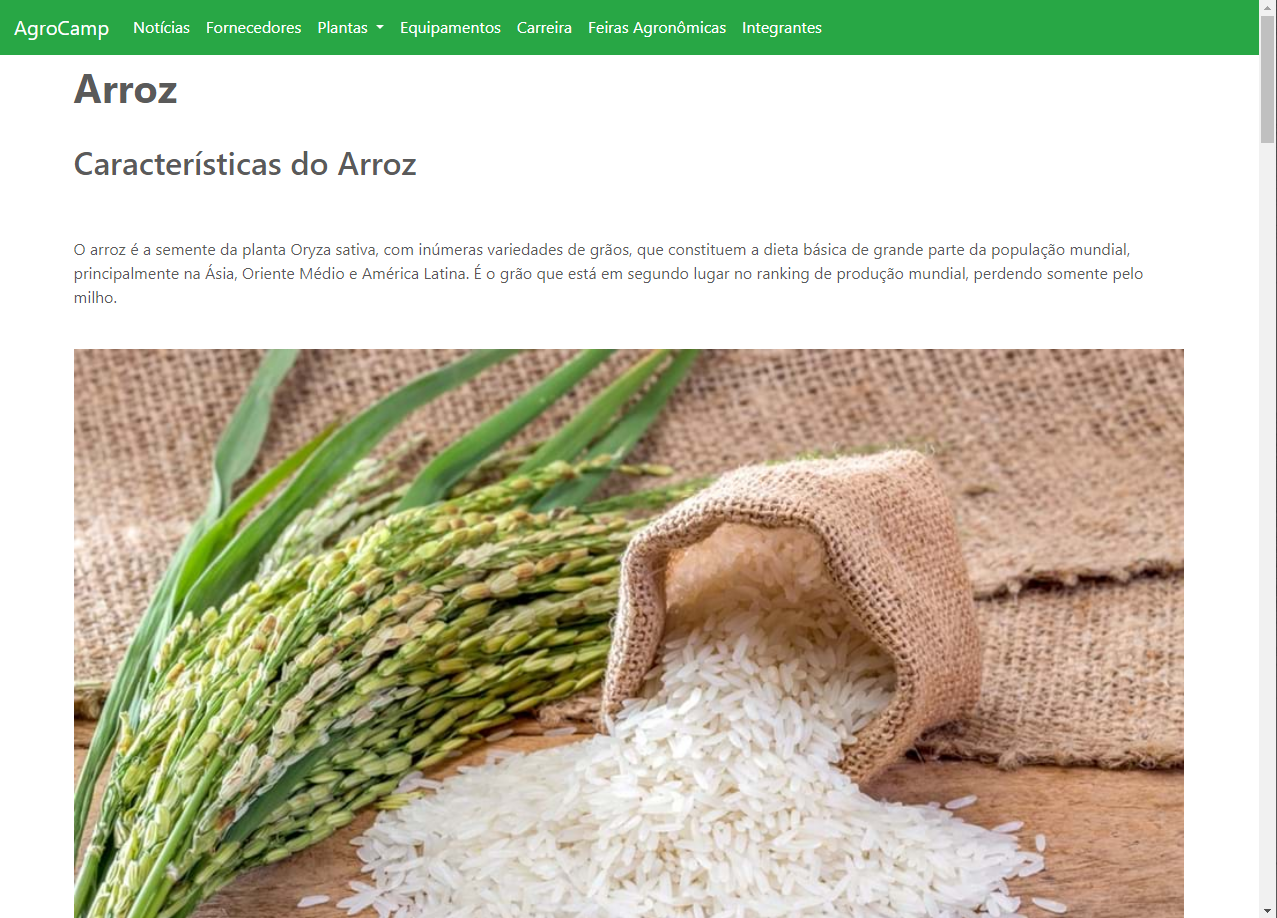 AgroCamp Notícias Fornecedores Plantas Equipamentos Carreira Feiras Agronômicas Integrantes
Arroz
Características do Arroz
O arroz é a semente da planta Oryza sativa, com inúmeras variedades de grãos, que constituem a dieta básica de grande parte da população mundial,
principalmente na Ásia, Oriente Médio e América Latina. É o grão que está em segundo lugar no ranking de produção mundial, perdendo somente pelo
milho.